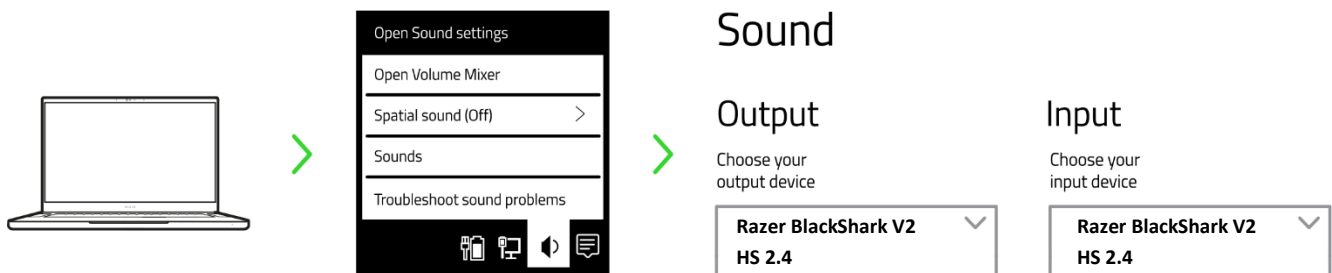 Open Sound settings
Open Volume Mixer
Spatial sound (Off)
Sounds
Troubleshoot sound problems
Sound
Output
Choose your
output device
Razer BlackShark V2
HS 2.4
Input
Choose your
input device
Razer BlackShark V2
HS 2.4